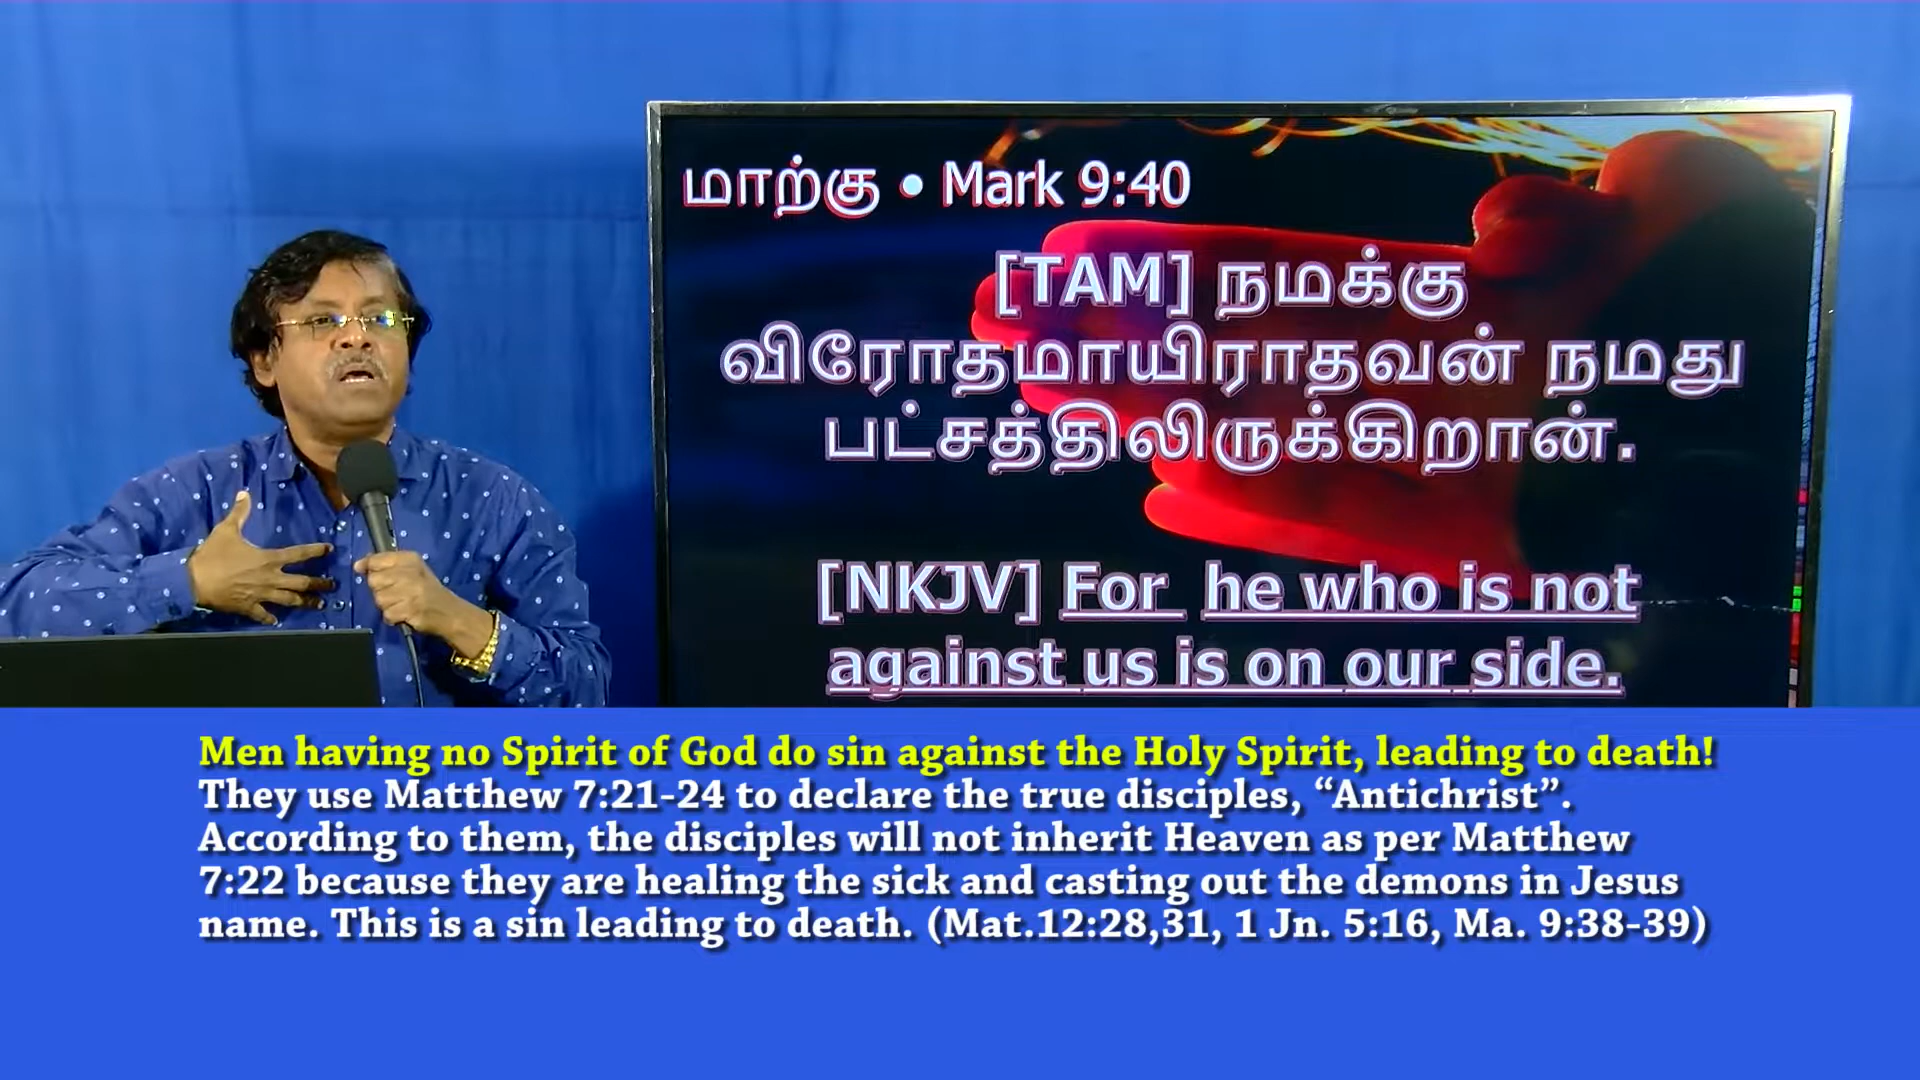 மாற்கு • Mark 9:40
[TAM] நமக்கு
விரோதமாயிராதவன் நமது
பட்சத்திலிருக்கிறான்.
[NKJV] For he who is not
against us is on our side.
Men having no Spirit of God do sin against the Holy Spirit, leading to death!
They use Matthew 7:21-24 to declare the true disciples, “Antichrist”.
According to them, the disciples will not inherit Heaven as per Matthew
7:22 because they are healing the sick and casting out the demons in Jesus
name. This is a sin leading to death. (Mat.12:28,31, 1 Jn. 5:16, Ma. 9:38-39)